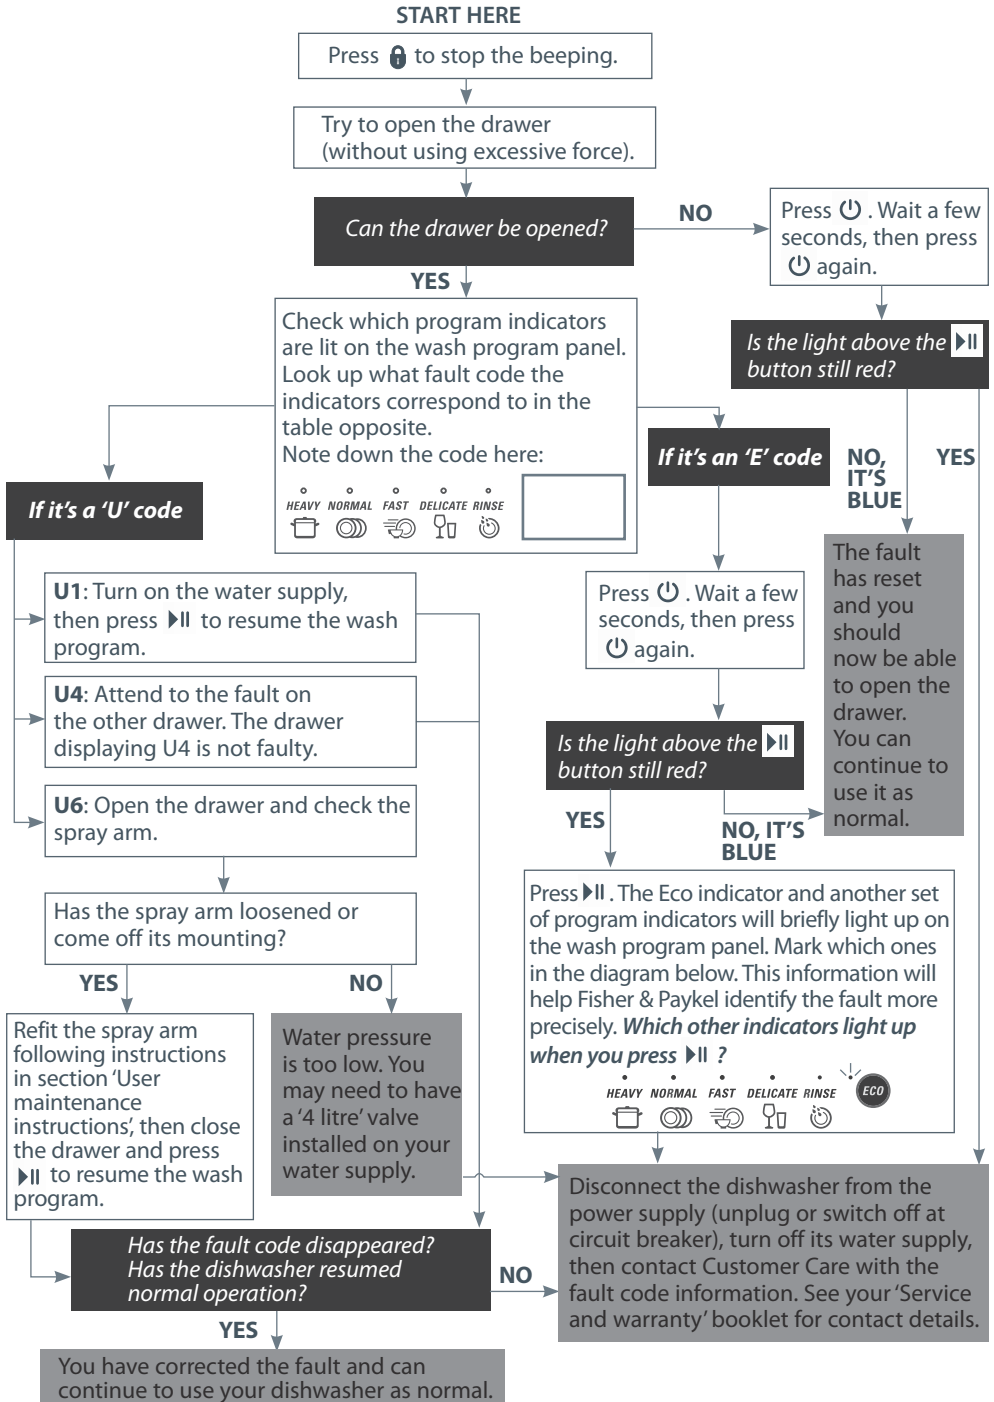 START HERE
Press to stop the beeping.
Try to open the drawer
(without using excessive force).
Can the drawer be opened?
NO
Press . Wait a few
seconds, then press
again.
Is the light above the
button still red?
NO,
IT'S
BLUE
YES
The fault
has reset
and you
should
now be able
to open the
drawer.
You can
continue to
use it as
normal.
YES
Check which program indicators
are lit on the wash program panel.
Look up what fault code the
indicators correspond to in the
table opposite.
Note down the code here:
HEAVY NORMAL FAST DELICATE RINSE
If it's a 'U' code
U1: Turn on the water supply,
then press to resume the wash
program.
U4: Attend to the fault on
the other drawer. The drawer
displaying U4 is not faulty.
U6: Open the drawer and check the
spray arm.
Has the spray arm loosened or
come off its mounting?
YES
NO
Refit the spray arm
following instructions
in section 'User
maintenance
instructions', then close
the drawer and press
to resume the wash
program.
Water pressure
is too low. You
may need to have
a '4 litre' valve
installed on your
water supply.
If it's an 'E' code
Press . Wait a few
seconds, then press
again.
Is the light above the
button still red?
YES
NO, IT'S
BLUE
Press . The Eco indicator and another set
of program indicators will briefly light up on
the wash program panel. Mark which ones
in the diagram below. This information will
help Fisher & Paykel identify the fault more
precisely. Which other indicators light up
when you press ?
HEAVY NORMAL FAST DELICATE RINSE ECO
Has the fault code disappeared?
Has the dishwasher resumed
normal operation?
NO
Disconnect the dishwasher from the
power supply (unplug or switch off at
circuit breaker), turn off its water supply,
then contact Customer Care with the
fault code information. See your 'Service
and warranty' booklet for contact details.
YES
You have corrected the fault and can
continue to use your dishwasher as normal.